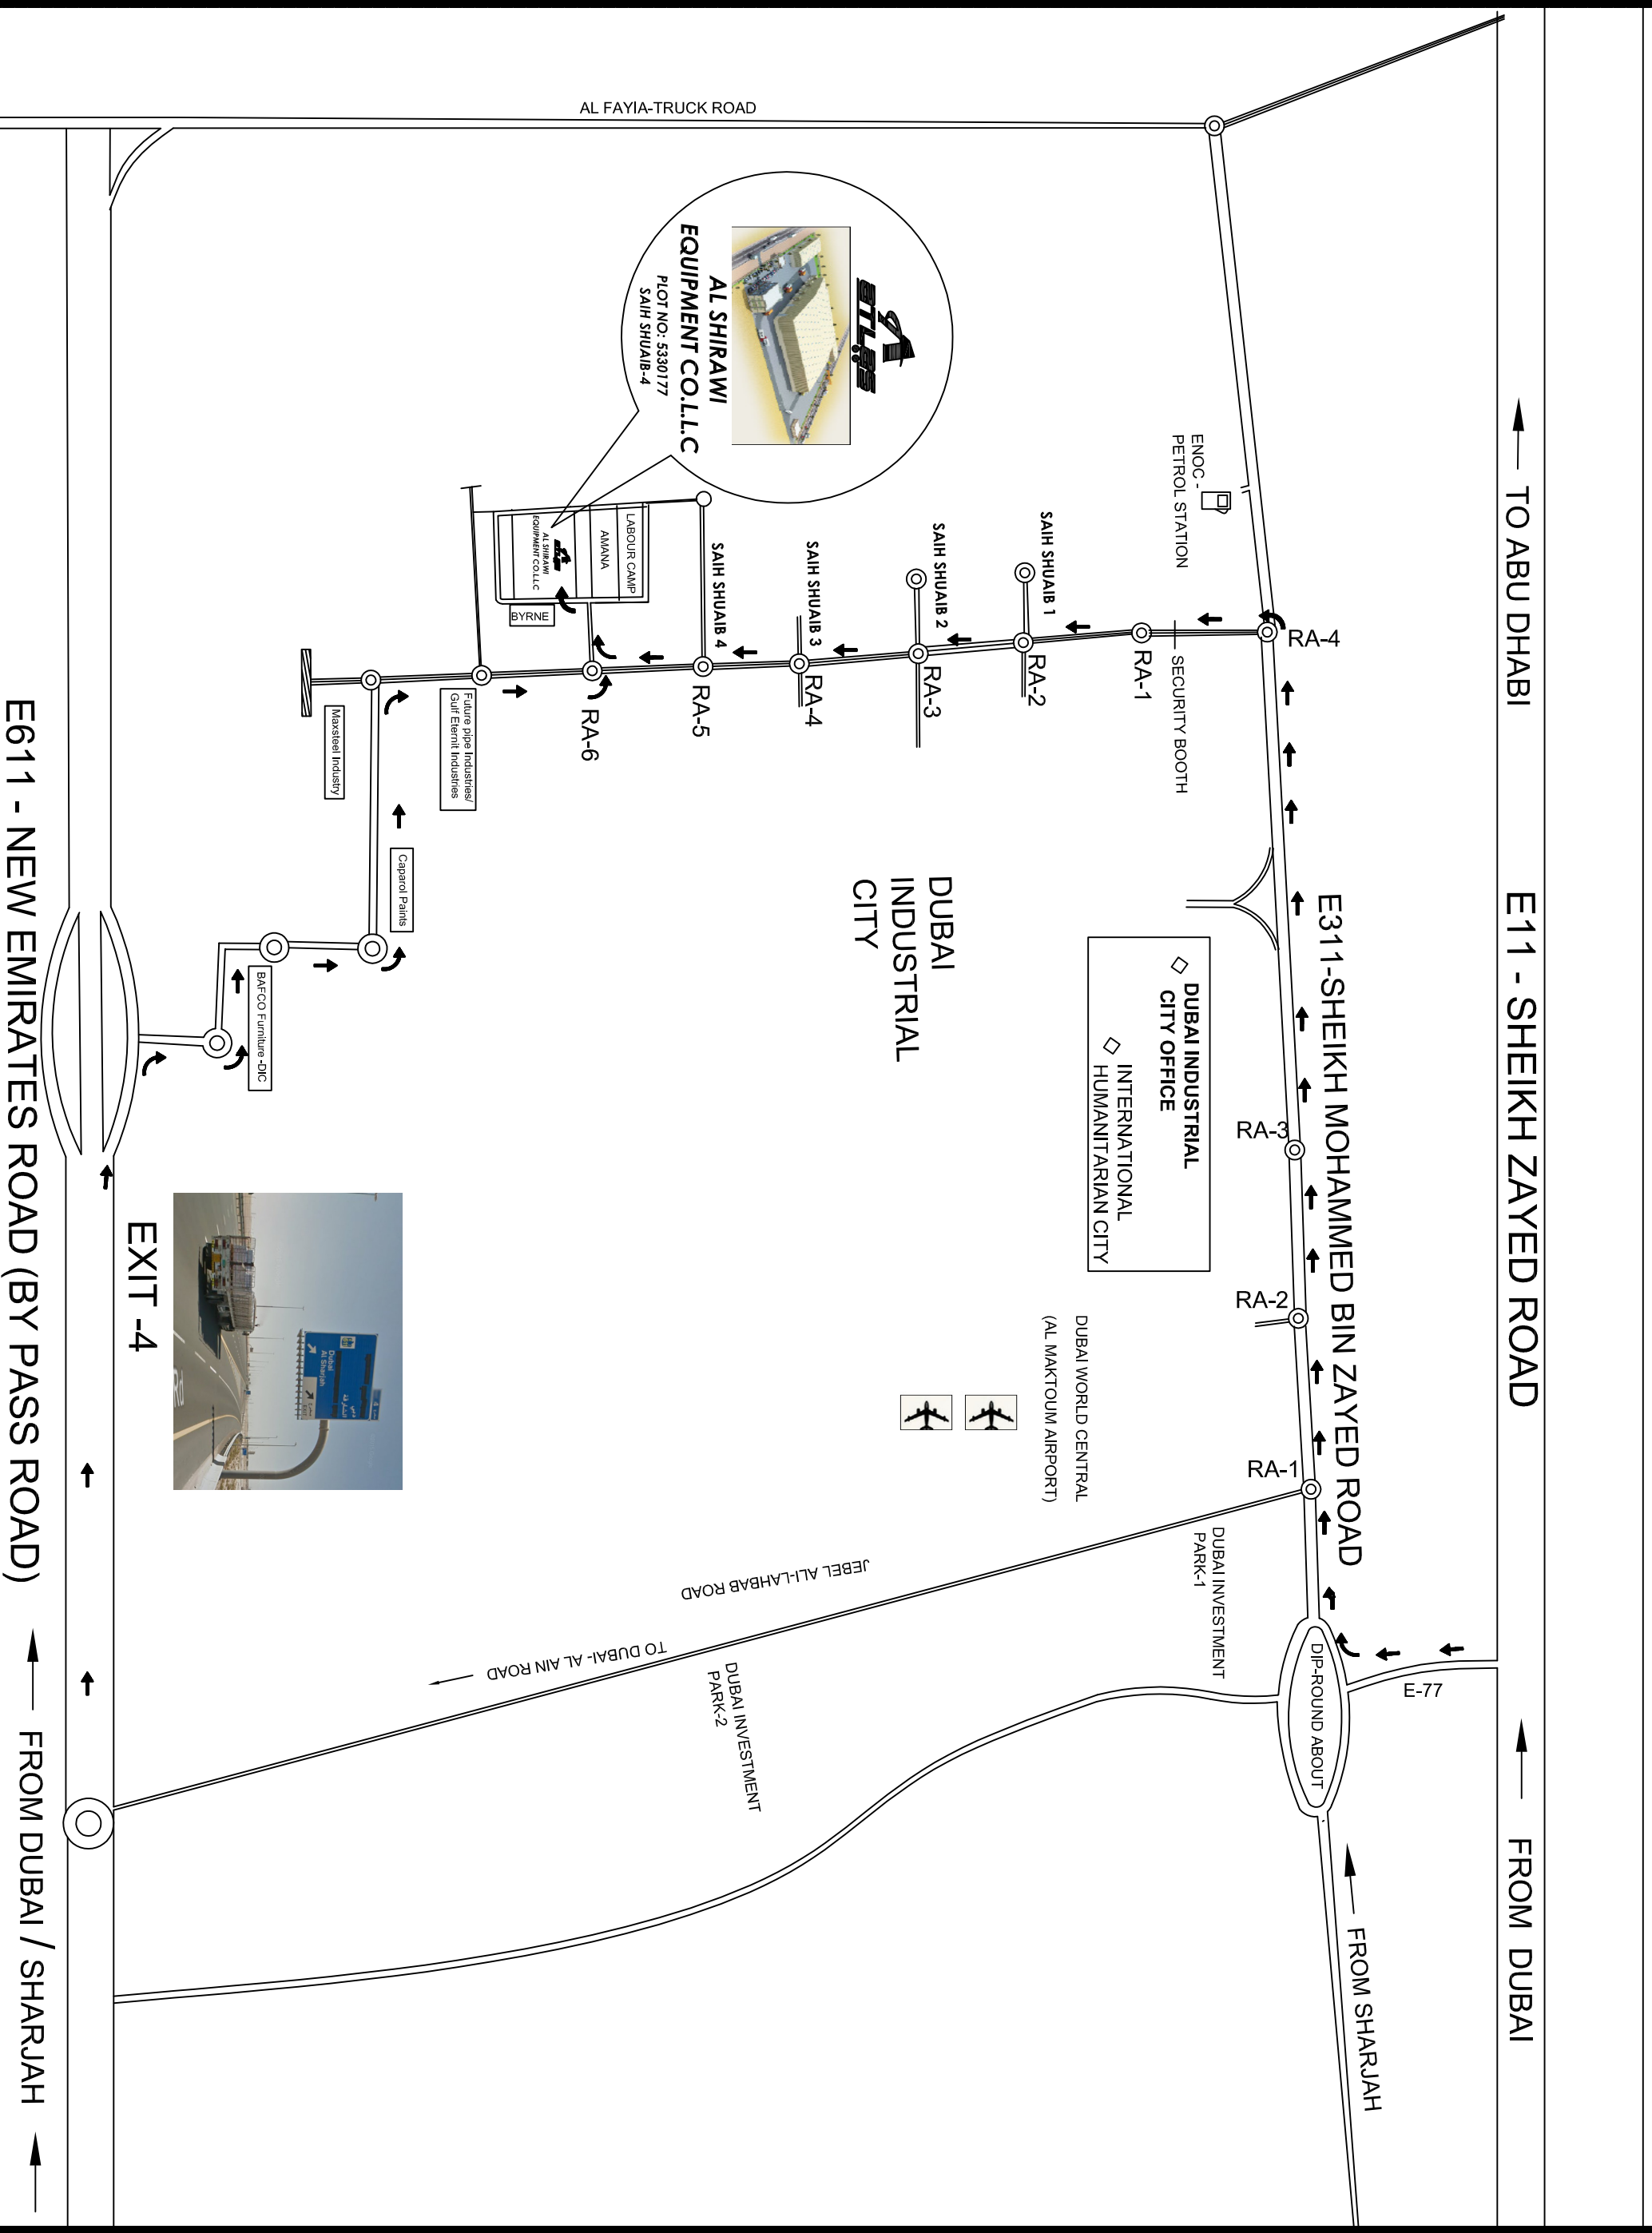 E11 - SHEIKH ZAYED ROAD
TO ABU DHABI
FROM DUBAI
E-77
E311-SHEIKH MOHAMMED BIN ZAYED ROAD
FROM SHARJAH
DIP-ROUND ABOUT
RA-4
RA-3
RA-2
RA-1
AL FAYIA-TRUCK ROAD
ENOC -
PETROL STATION
SECURITY BOOTH
RA-1
RA-2
RA-3
RA-4
RA-5
RA-6
SAIH SHUAIB 1
SAIH SHUAIB 2
SAIH SHUAIB 3
SAIH SHUAIB 4
DUBAI INDUSTRIAL
CITY OFFICE
INTERNATIONAL
HUMANITARIAN CITY
DUBAI
INDUSTRIAL
CITY
DUBAI WORLD CENTRAL
(AL MAKTOUM AIRPORT)
DUBAI INVESTMENT
PARK-1
DUBAI INVESTMENT
PARK-2
JEBEL ALI-LAHBAB ROAD
TO DUBAI- AL AIN ROAD
ATLAS
AL SHIRAWI
EQUIPMENT CO.L.L.C
PLOT NO: 5330177
SAIH SHUAIB-4
LABOUR CAMP
AMANA
AL SHIRAWI
EQUIPMENT CO.L.L.C
BYRNE
Future pipe Industries/
Gulf Eternit Industries
Maxsteel Industry
Caparol Paints
BAFCO Furniture -DIC
Dubai
Al Sharjah
دبي
الشارقة
Rd
EXIT -4
E611 - NEW EMIRATES ROAD (BY PASS ROAD)
FROM DUBAI / SHARJAH